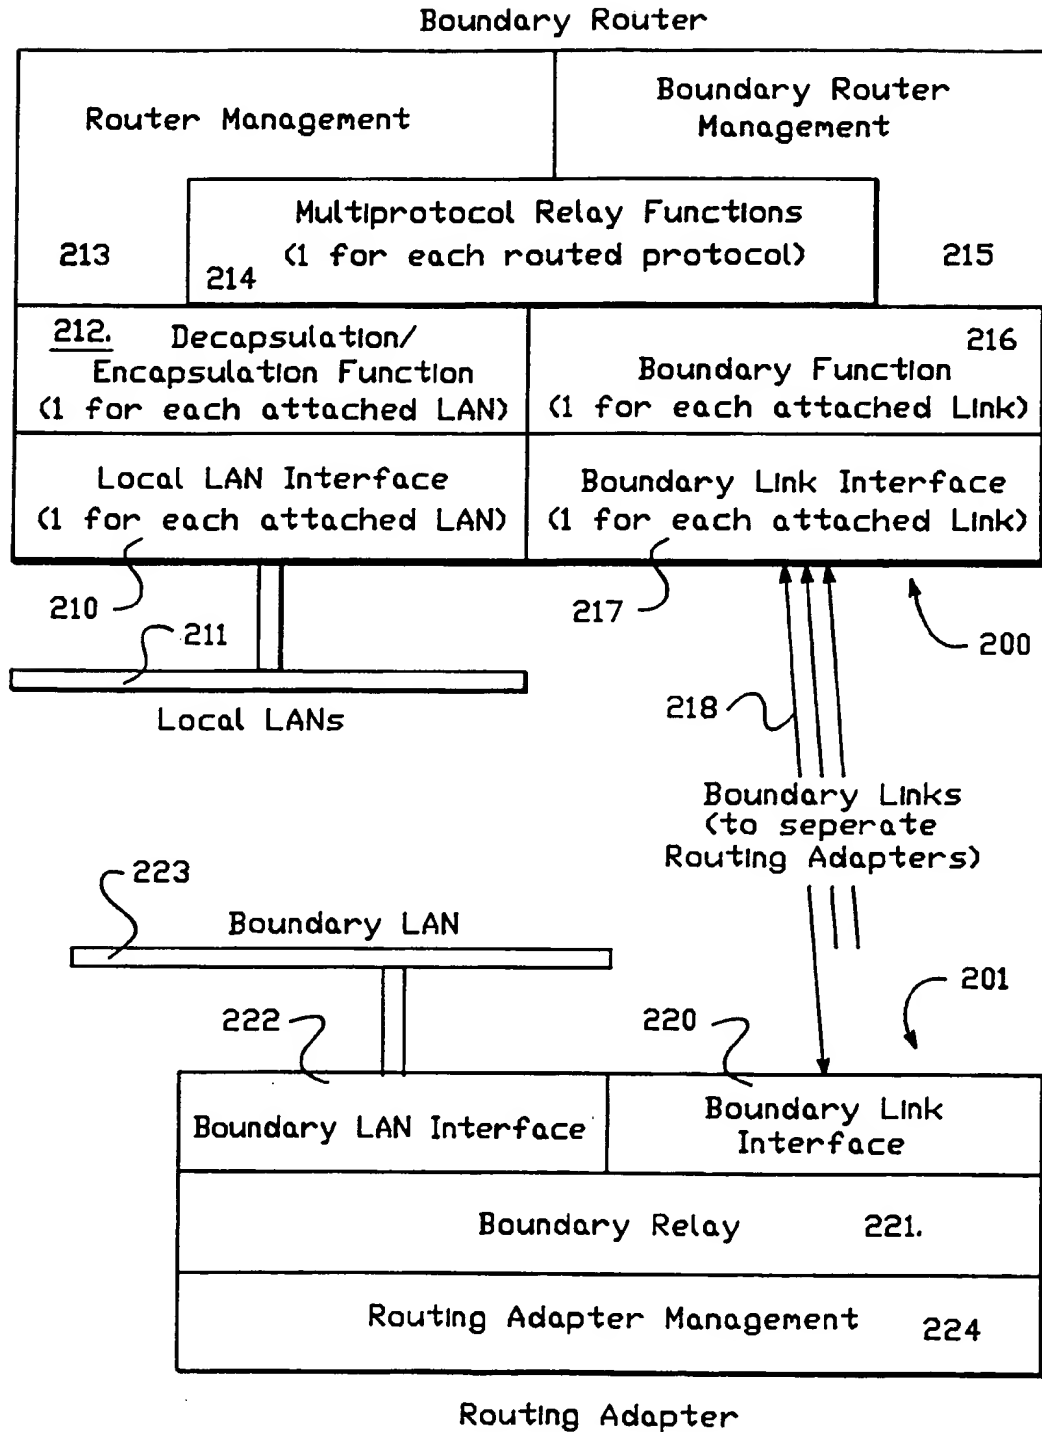 Boundary Router
Router Management
Boundary Router
Management
Multiprotocol Relay Functions
(1 for each routed protocol)
213
214
215
212. Decapsulation/
Encapsulation Function
(1 for each attached LAN)
216
Boundary Function
(1 for each attached Link)
Local LAN Interface
(1 for each attached LAN)
Boundary Link Interface
(1 for each attached Link)
210
217
211
200
Local LANs
218
Boundary Links
(to seperate
Routing Adapters)
223
Boundary LAN
201
222
220
Boundary LAN Interface
Boundary Link
Interface
Boundary Relay 221.
Routing Adapter Management 224
Routing Adapter